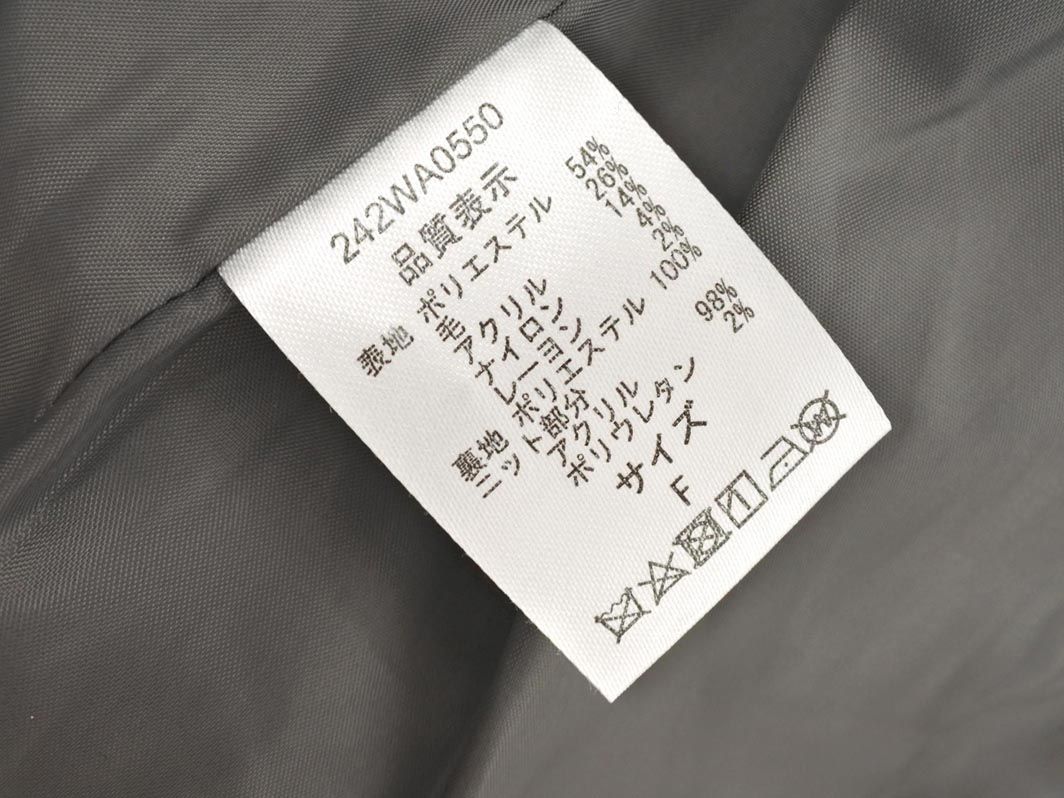 242WA0550
品質表示
表地 ポリエステル 54%
毛 26%
アクリル 14%
ナイロン 4%
レーヨン 2%
裏地 ポリエステル 100%
ニット部分
アクリル 98%
ポリウレタン 2%
サイズ
F